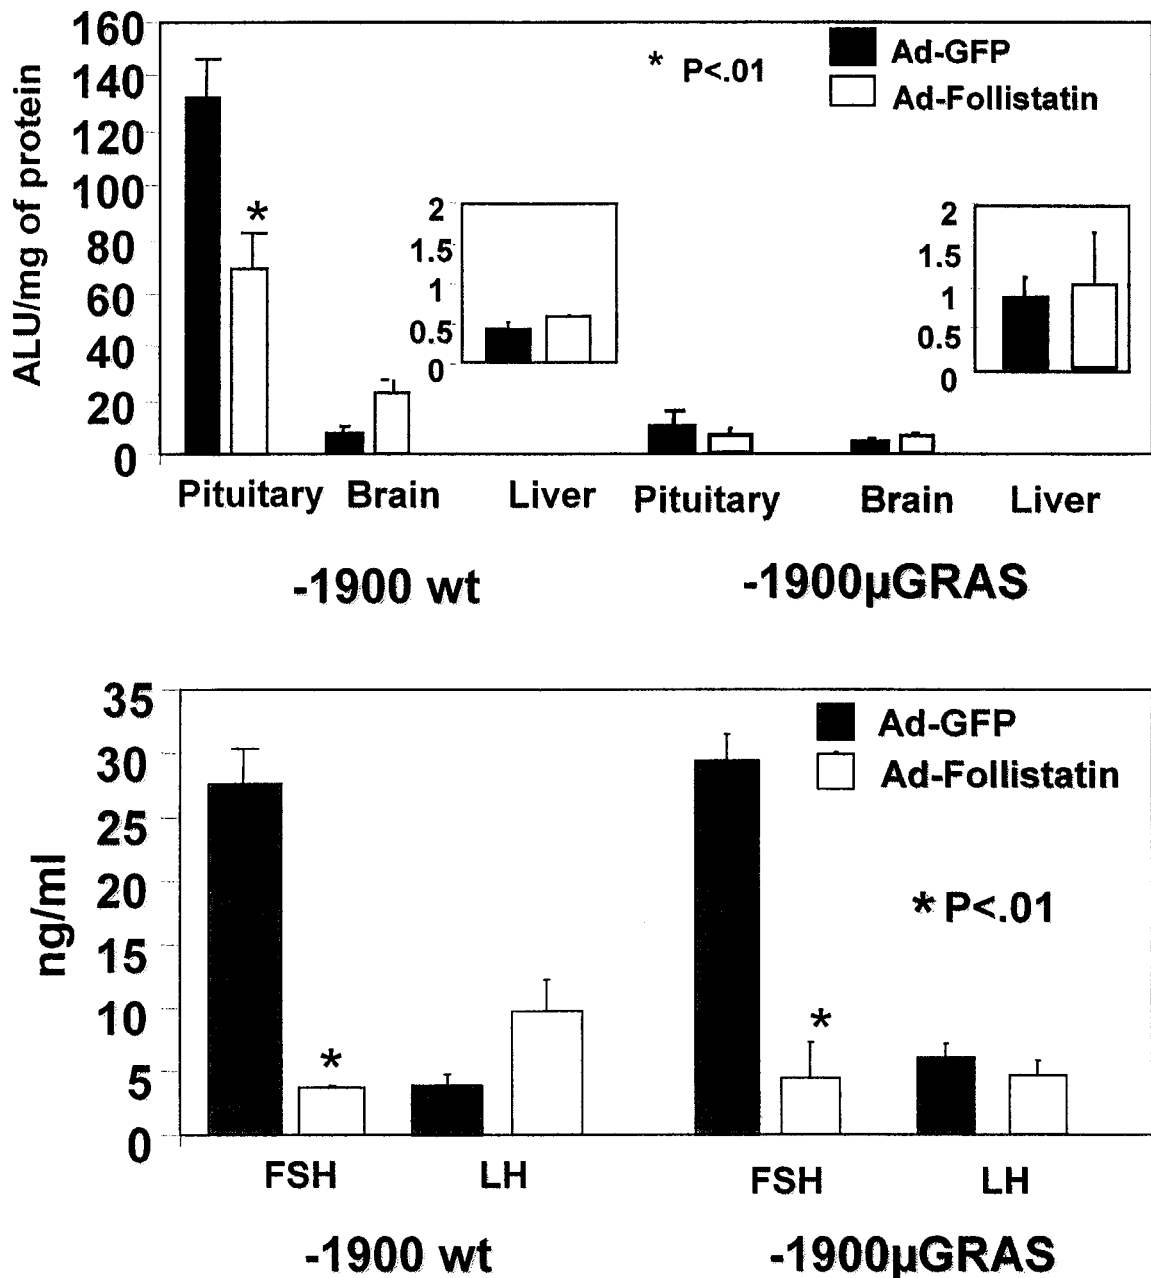 ALU/mg of protein
160
140
120
100
80
60
40
20
0
* P<.01
Ad-GFP
Ad-Follistatin
*
2
1.5
1
0.5
0
2
1.5
1
0.5
0
Pituitary Brain Liver Pituitary Brain Liver
-1900 wt -1900µGRAS
ng/ml
35
30
25
20
15
10
5
0
Ad-GFP
Ad-Follistatin
* P<.01
*
*
FSH LH FSH LH
-1900 wt -1900µGRAS